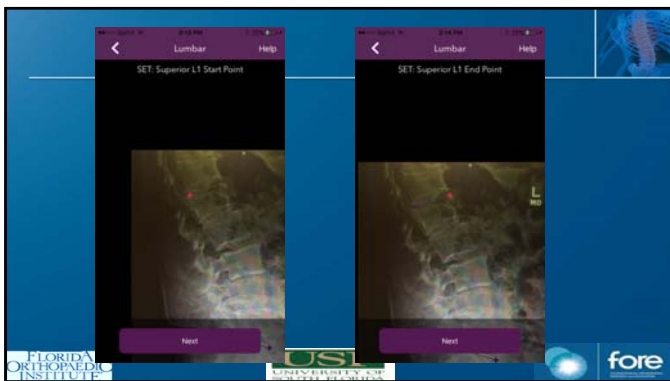 Lumbar
Help
SET: Superior L1 Start Point
Next
Lumbar
Help
SET: Superior L1 End Point
L
Next
FLORIDA
ORTHOPAEDIC
INSTITUTE
UNIVERSITY OF
SOUTH FLORIDA
fore